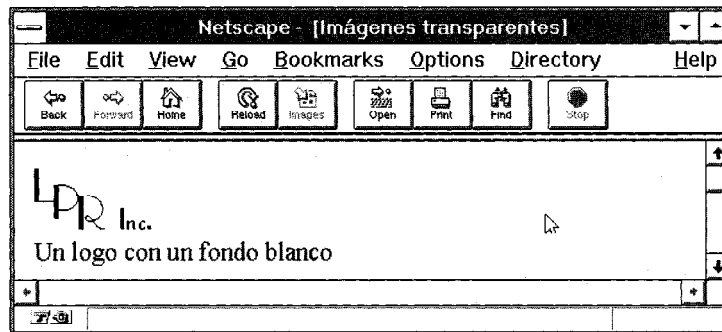 Netscape - [Imágenes transparentes]
File Edit View Go Bookmarks Options Directory Help
Back Forward Home Reload Images Open Print Find Stop
LPR Inc.
Un logo con un fondo blanco